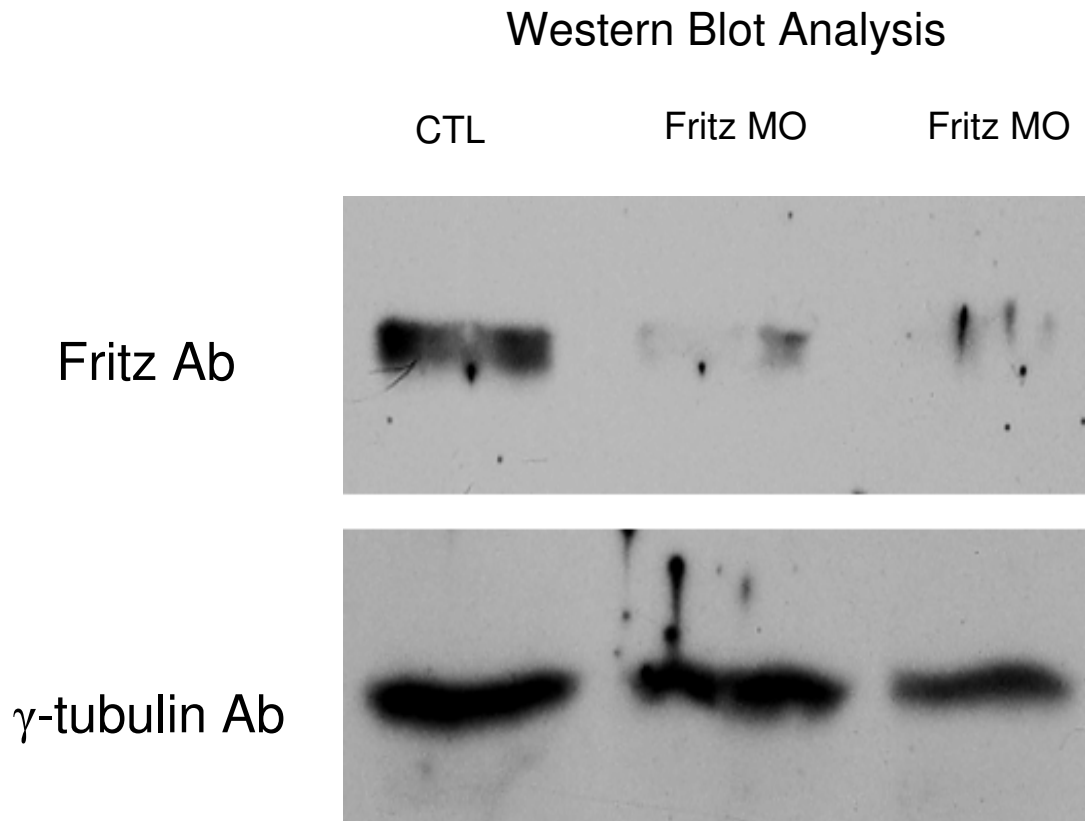 Western Blot Analysis
CTL Fritz MO Fritz MO
Fritz Ab
γ-tubulin Ab